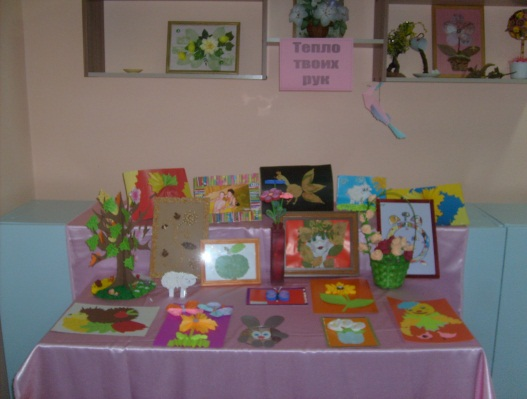 Тепло
твоих
рук